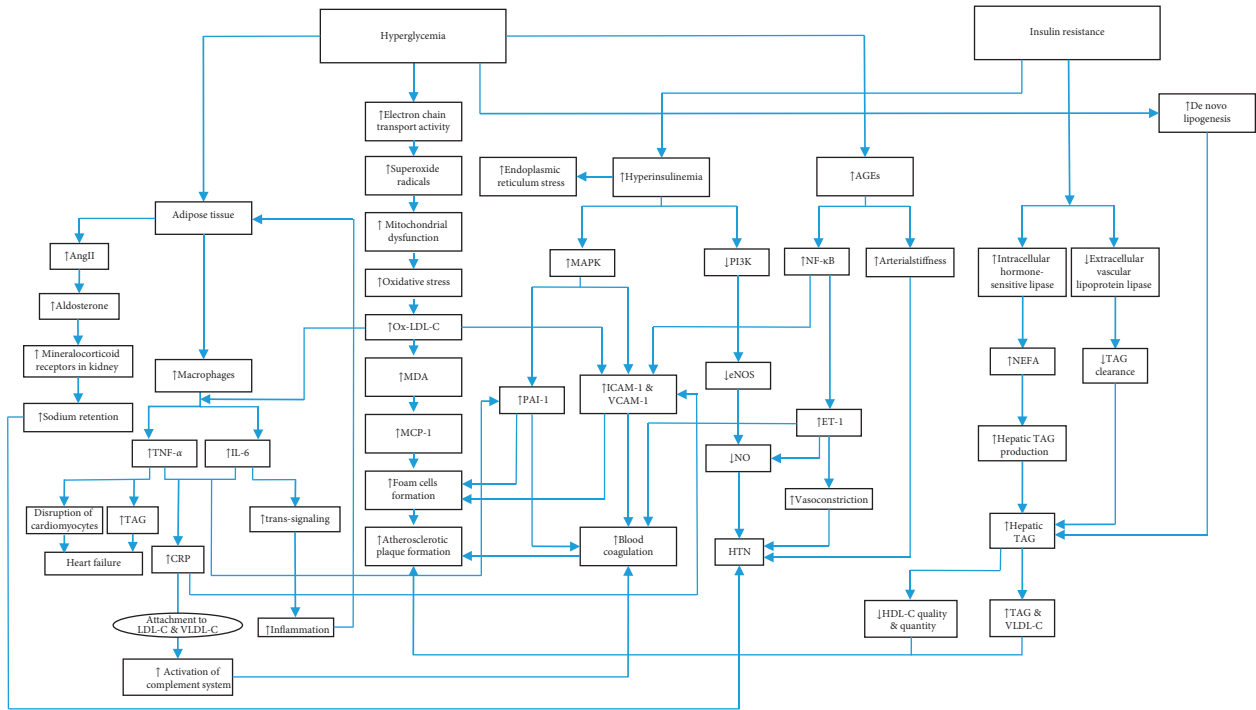 Hyperglycemia
Insulin resistance
↑De novo
lipogenesis
↑Electron chain
transport activity
↑Superoxide
radicals
↑Endoplasmic
reticulum stress
↑Hyperinsulinemia
↑AGEs
Adipose tissue
↑ Mitochondrial
dysfunction
↑AngII
↑MAPK
↓PI3K
↑NF-κB
↑Arterialstiffness
↑Intracellular
hormone-
sensitive lipase
↓Extracellular
vascular
lipoprotein lipase
↑Oxidative stress
↑Aldosterone
↑Ox-LDL-C
↑ Mineralocorticoid
receptors in kidney
↑Macrophages
↑MDA
↓eNOS
↑NEFA
↓TAG
clearance
↑PAI-1
↑ICAM-1 &
VCAM-1
↑Sodium retention
↑MCP-1
↑ET-1
↑TNF-α
↑IL-6
↓NO
↑Hepatic TAG
production
↑Foam cells
formation
↑Vasoconstriction
Disruption of
cardiomyocytes
↑TAG
↑trans-signaling
↑Atherosclerotic
plaque formation
↑Blood
coagulation
HTN
↑Hepatic
TAG
Heart failure
↑CRP
↓HDL-C quality
& quantity
↑TAG &
VLDL-C
Attachment to
LDL-C & VLDL-C
↑Inflammation
↑ Activation of
complement system